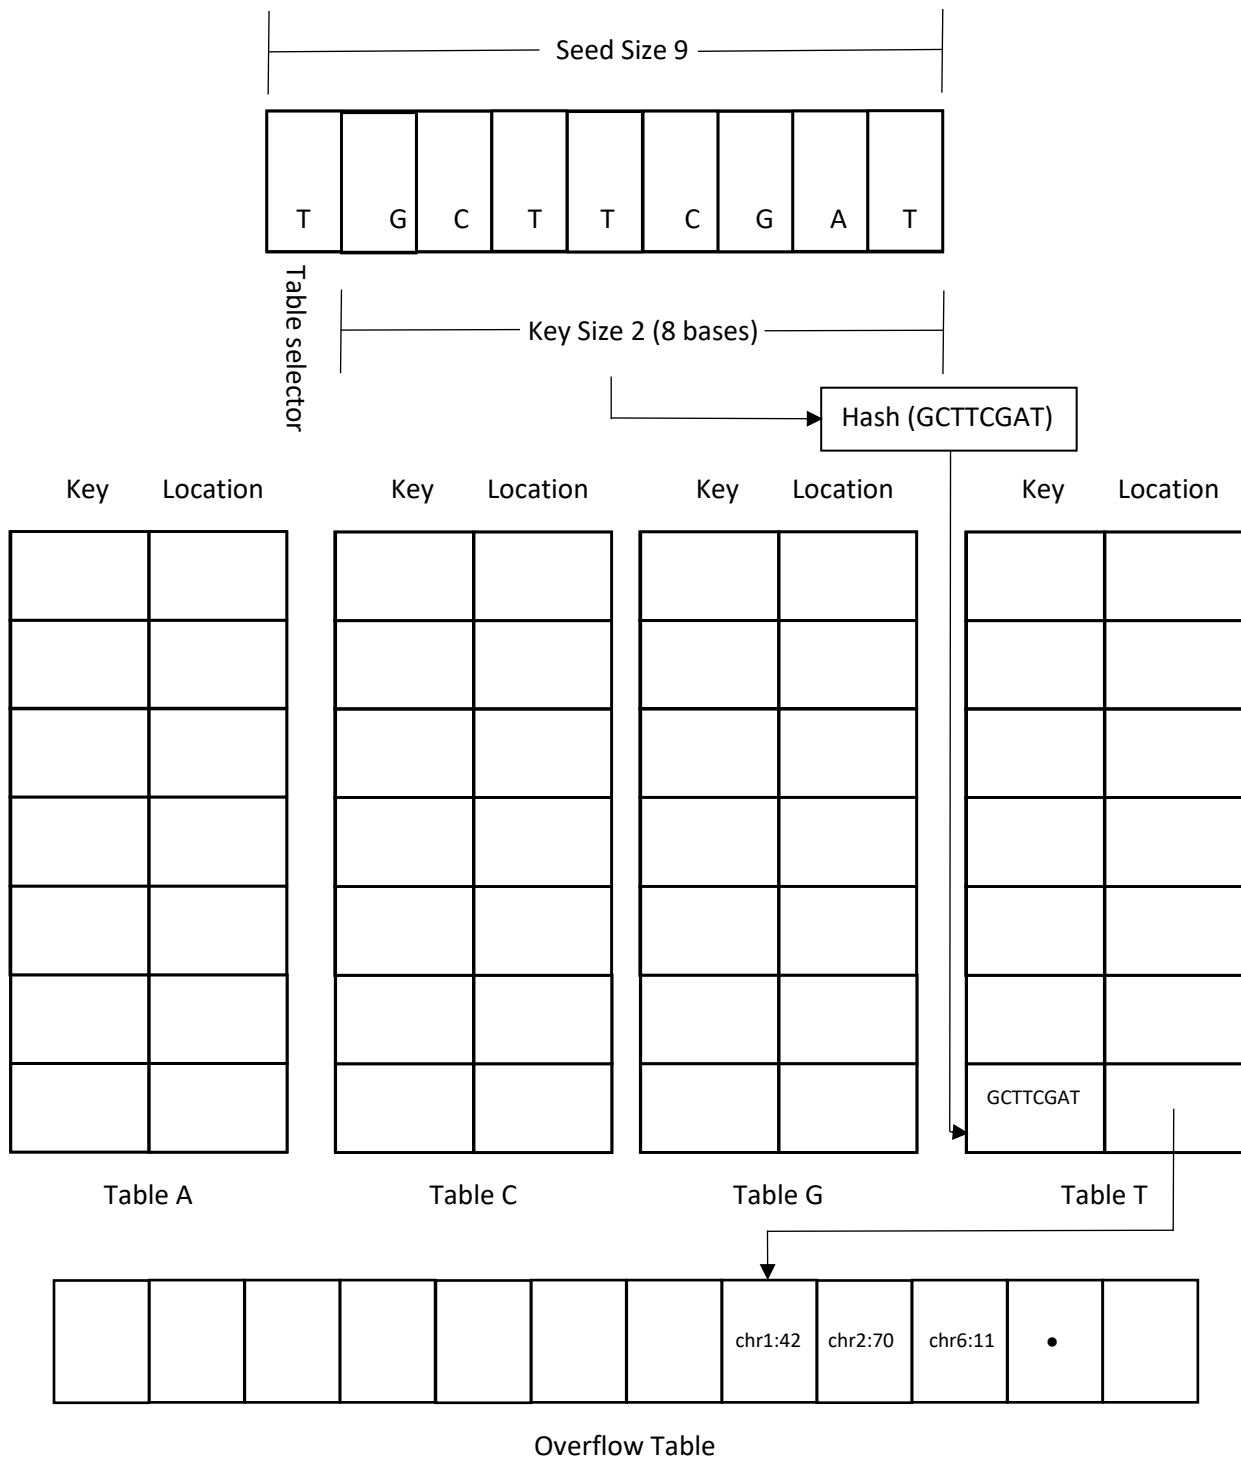 Seed Size 9
T G C T T C G A T
Table selector
Key Size 2 (8 bases)
Hash (GCTTCGAT)
Key Location Key Location Key Location Key Location
GCTTCGAT
Table A Table C Table G Table T
chr1:42 chr2:70 chr6:11 •
Overflow Table